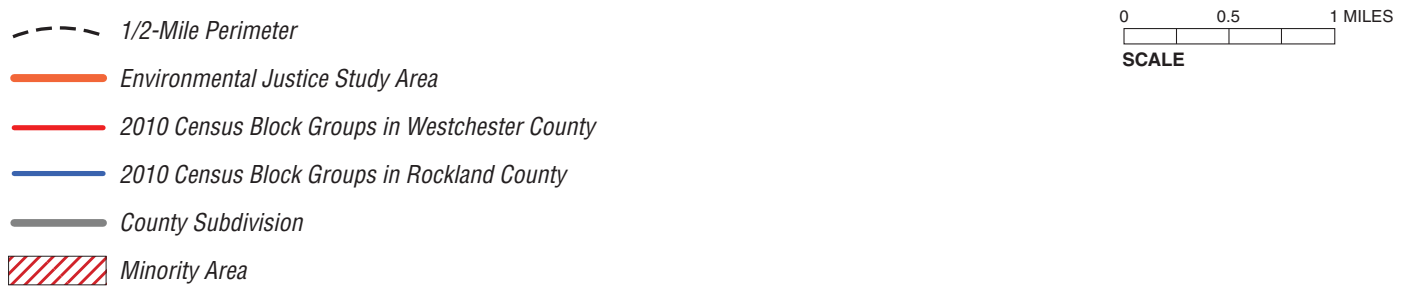 1/2-Mile Perimeter
Environmental Justice Study Area
2010 Census Block Groups in Westchester County
2010 Census Block Groups in Rockland County
County Subdivision
Minority Area
0 0.5 1 MILES
SCALE